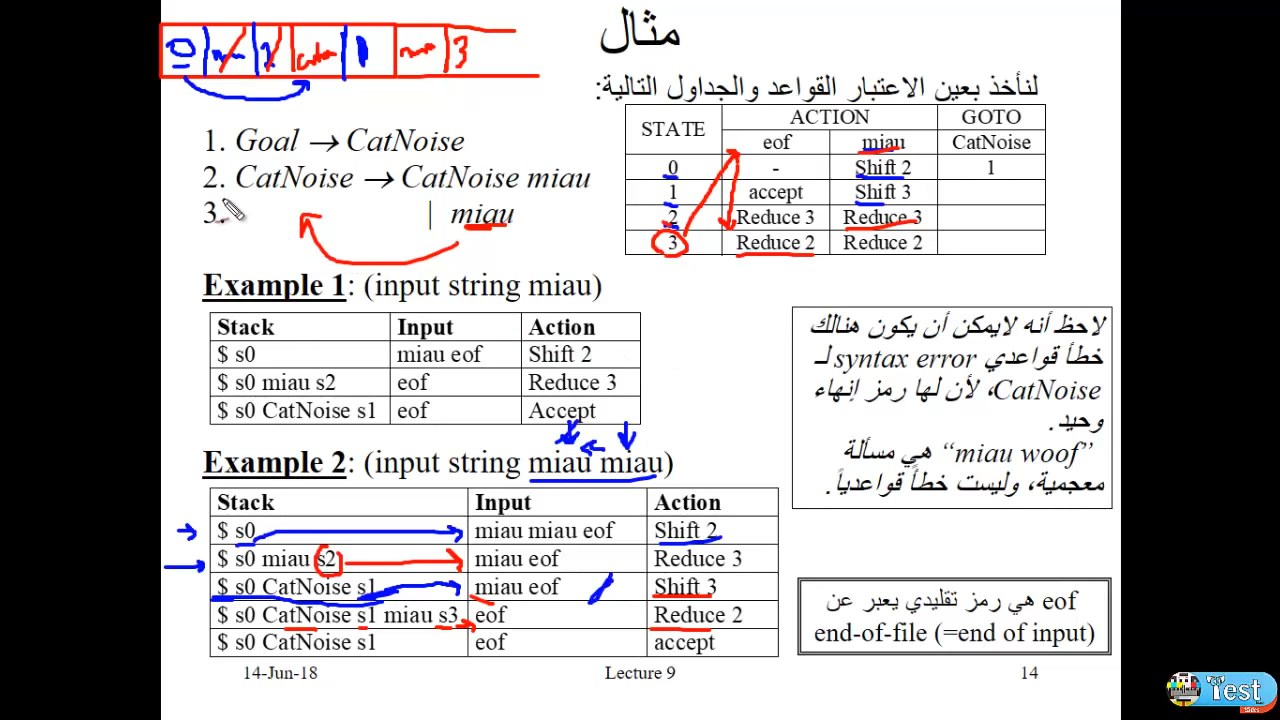 مثال
0 | | 2 | | 1 | | 3
لنأخذ بعين الاعتبار القواعد والجداول التالية:
1. Goal → CatNoise
2. CatNoise → CatNoise miau
3. | miau
STATE ACTION GOTO
eof miau CatNoise
0 - Shift 2 1
1 accept Shift 3
2 Reduce 3 Reduce 3
3 Reduce 2 Reduce 2
Example 1: (input string miau)
Stack Input Action
$ s0 miau eof Shift 2
$ s0 miau s2 eof Reduce 3
$ s0 CatNoise s1 eof Accept
لاحظ أنه لايمكن أن يكون هنالك
خطأ قواعدي syntax error لـ
CatNoise، لأن لها رمز إنهاء
وحيد.
“miau woof” هي مسألة
معجمية، وليست خطأً قواعدياً.
Example 2: (input string miau miau)
Stack Input Action
$ s0 miau miau eof Shift 2
$ s0 miau s2 miau eof Reduce 3
$ s0 CatNoise s1 miau eof Shift 3
$ s0 CatNoise s1 miau s3 eof Reduce 2
$ s0 CatNoise s1 eof accept
eof هي رمز تقليدي يعبر عن
end-of-file (=end of input)
14-Jun-18 Lecture 9 14
Test